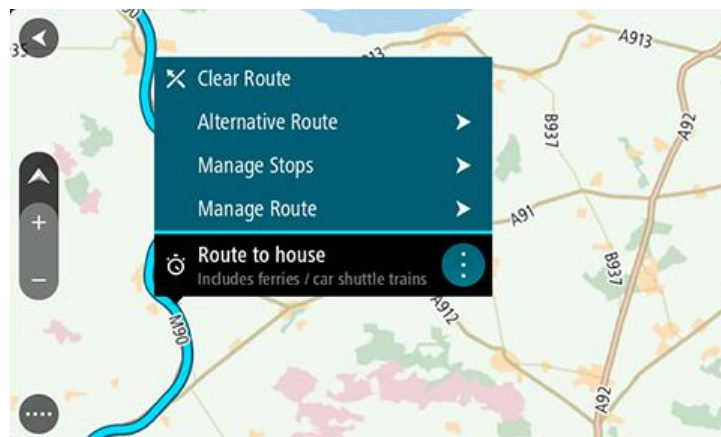 A913
Clear Route
Alternative Route
B937
A92
Manage Stops
Manage Route
A91
Route to house
Includes ferries / car shuttle trains
B937
A912
M90
A92